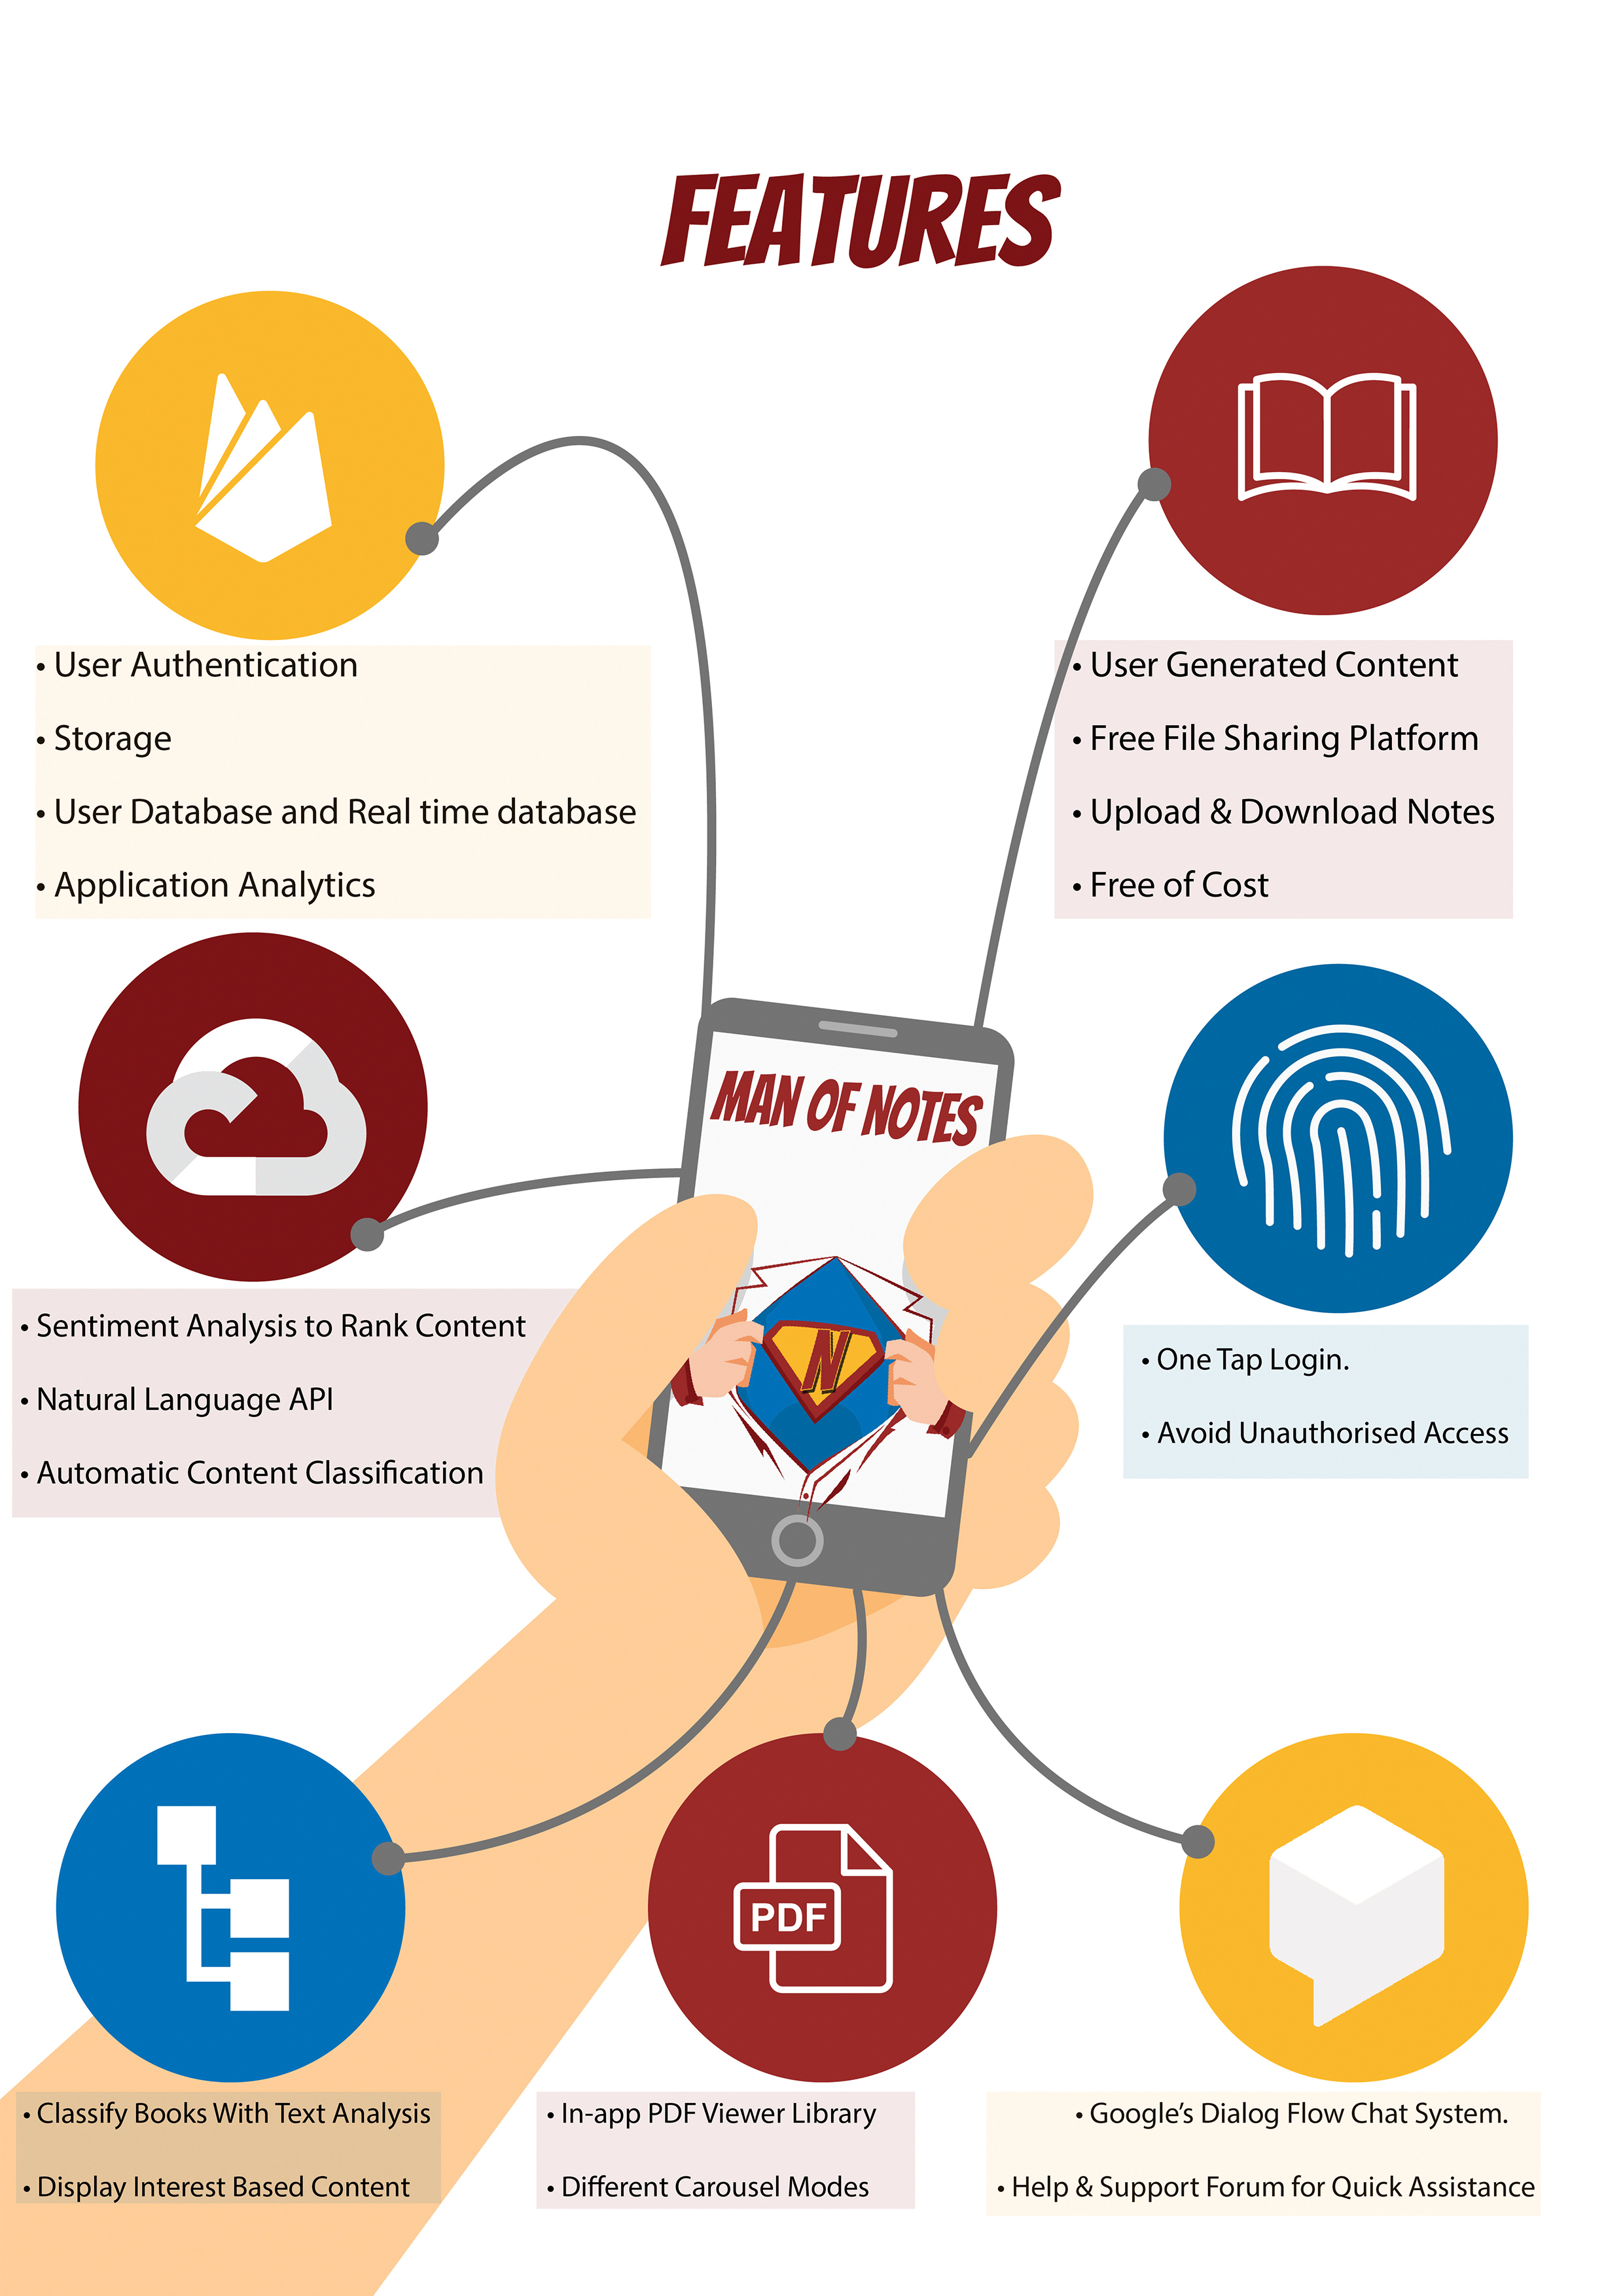 FEATURES
• User Authentication
• Storage
• User Database and Real time database
• Application Analytics
• User Generated Content
• Free File Sharing Platform
• Upload & Download Notes
• Free of Cost
MAN OF NOTES
N
• Sentiment Analysis to Rank Content
• Natural Language API
• Automatic Content Classification
• One Tap Login.
• Avoid Unauthorised Access
PDF
• Classify Books With Text Analysis
• Display Interest Based Content
• In-app PDF Viewer Library
• Different Carousel Modes
• Google’s Dialog Flow Chat System.
• Help & Support Forum for Quick Assistance